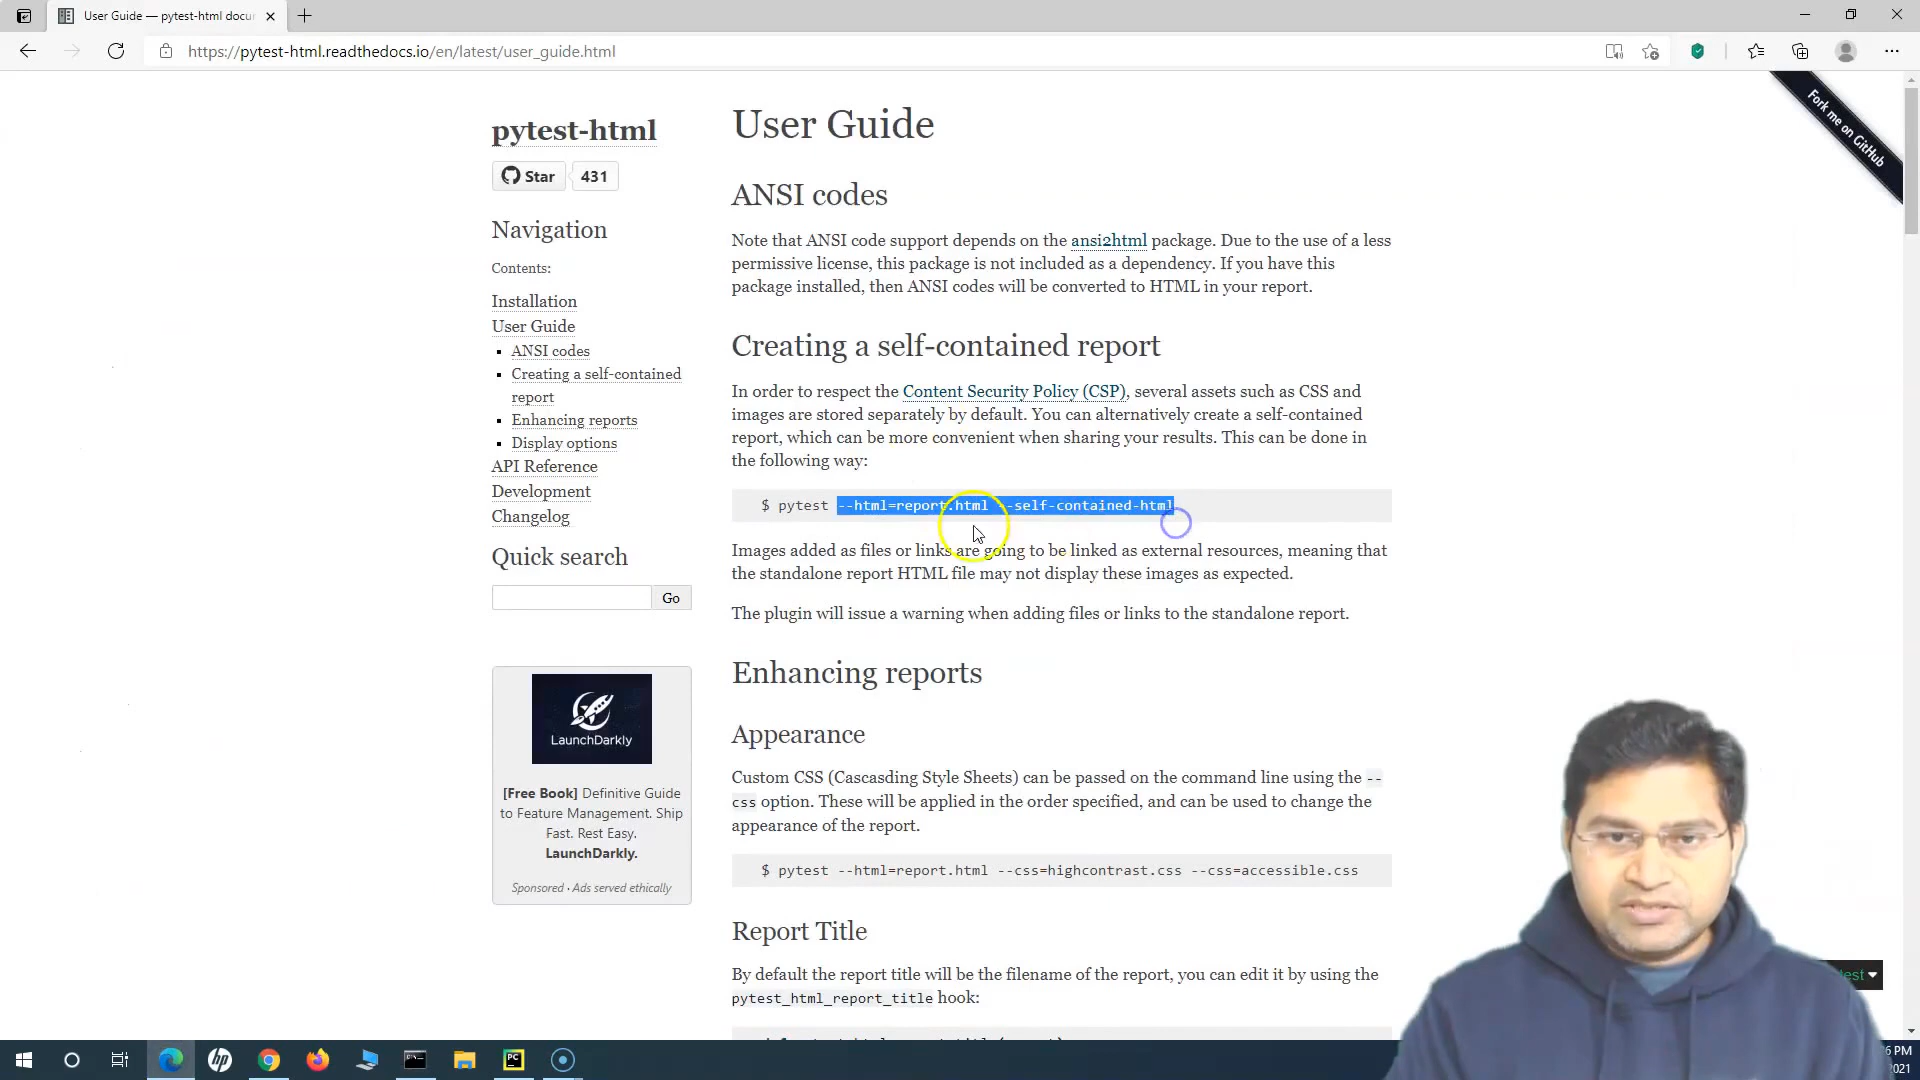 User Guide — pytest-html docu
https://pytest-html.readthedocs.io/en/latest/user_guide.html
Fork me on GitHub
pytest-html
Star
431
Navigation
Contents:
Installation
User Guide
ANSI codes
Creating a self-contained
report
Enhancing reports
Display options
API Reference
Development
Changelog
Quick search
Go
LaunchDarkly
[Free Book] Definitive Guide
to Feature Management. Ship
Fast. Rest Easy.
LaunchDarkly.
Sponsored · Ads served ethically
User Guide
ANSI codes
Note that ANSI code support depends on the ansi2html package. Due to the use of a less
permissive license, this package is not included as a dependency. If you have this
package installed, then ANSI codes will be converted to HTML in your report.
Creating a self-contained report
In order to respect the Content Security Policy (CSP), several assets such as CSS and
images are stored separately by default. You can alternatively create a self-contained
report, which can be more convenient when sharing your results. This can be done in
the following way:
$ pytest --html=report.html --self-contained-html
Images added as files or links are going to be linked as external resources, meaning that
the standalone report HTML file may not display these images as expected.
The plugin will issue a warning when adding files or links to the standalone report.
Enhancing reports
Appearance
Custom CSS (Cascasding Style Sheets) can be passed on the command line using the --
css option. These will be applied in the order specified, and can be used to change the
appearance of the report.
$ pytest --html=report.html --css=highcontrast.css --css=accessible.css
Report Title
By default the report title will be the filename of the report, you can edit it by using the
pytest_html_report_title hook:
hp
PC
PM